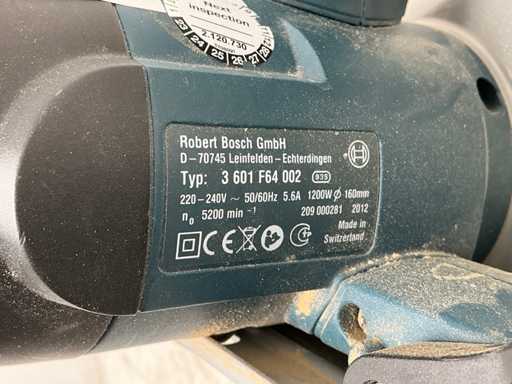 Next
inspection
23 24 25 26 27 28
2.120.730
Robert Bosch GmbH
D-70745 Leinfelden-Echterdingen
Typ: 3 601 F64 002 935
220-240V ~ 50/60Hz 5.6A 1200W ø 160mm
n₀ 5200 min⁻¹ 209 000281 2012
CE
Made in
Switzerland